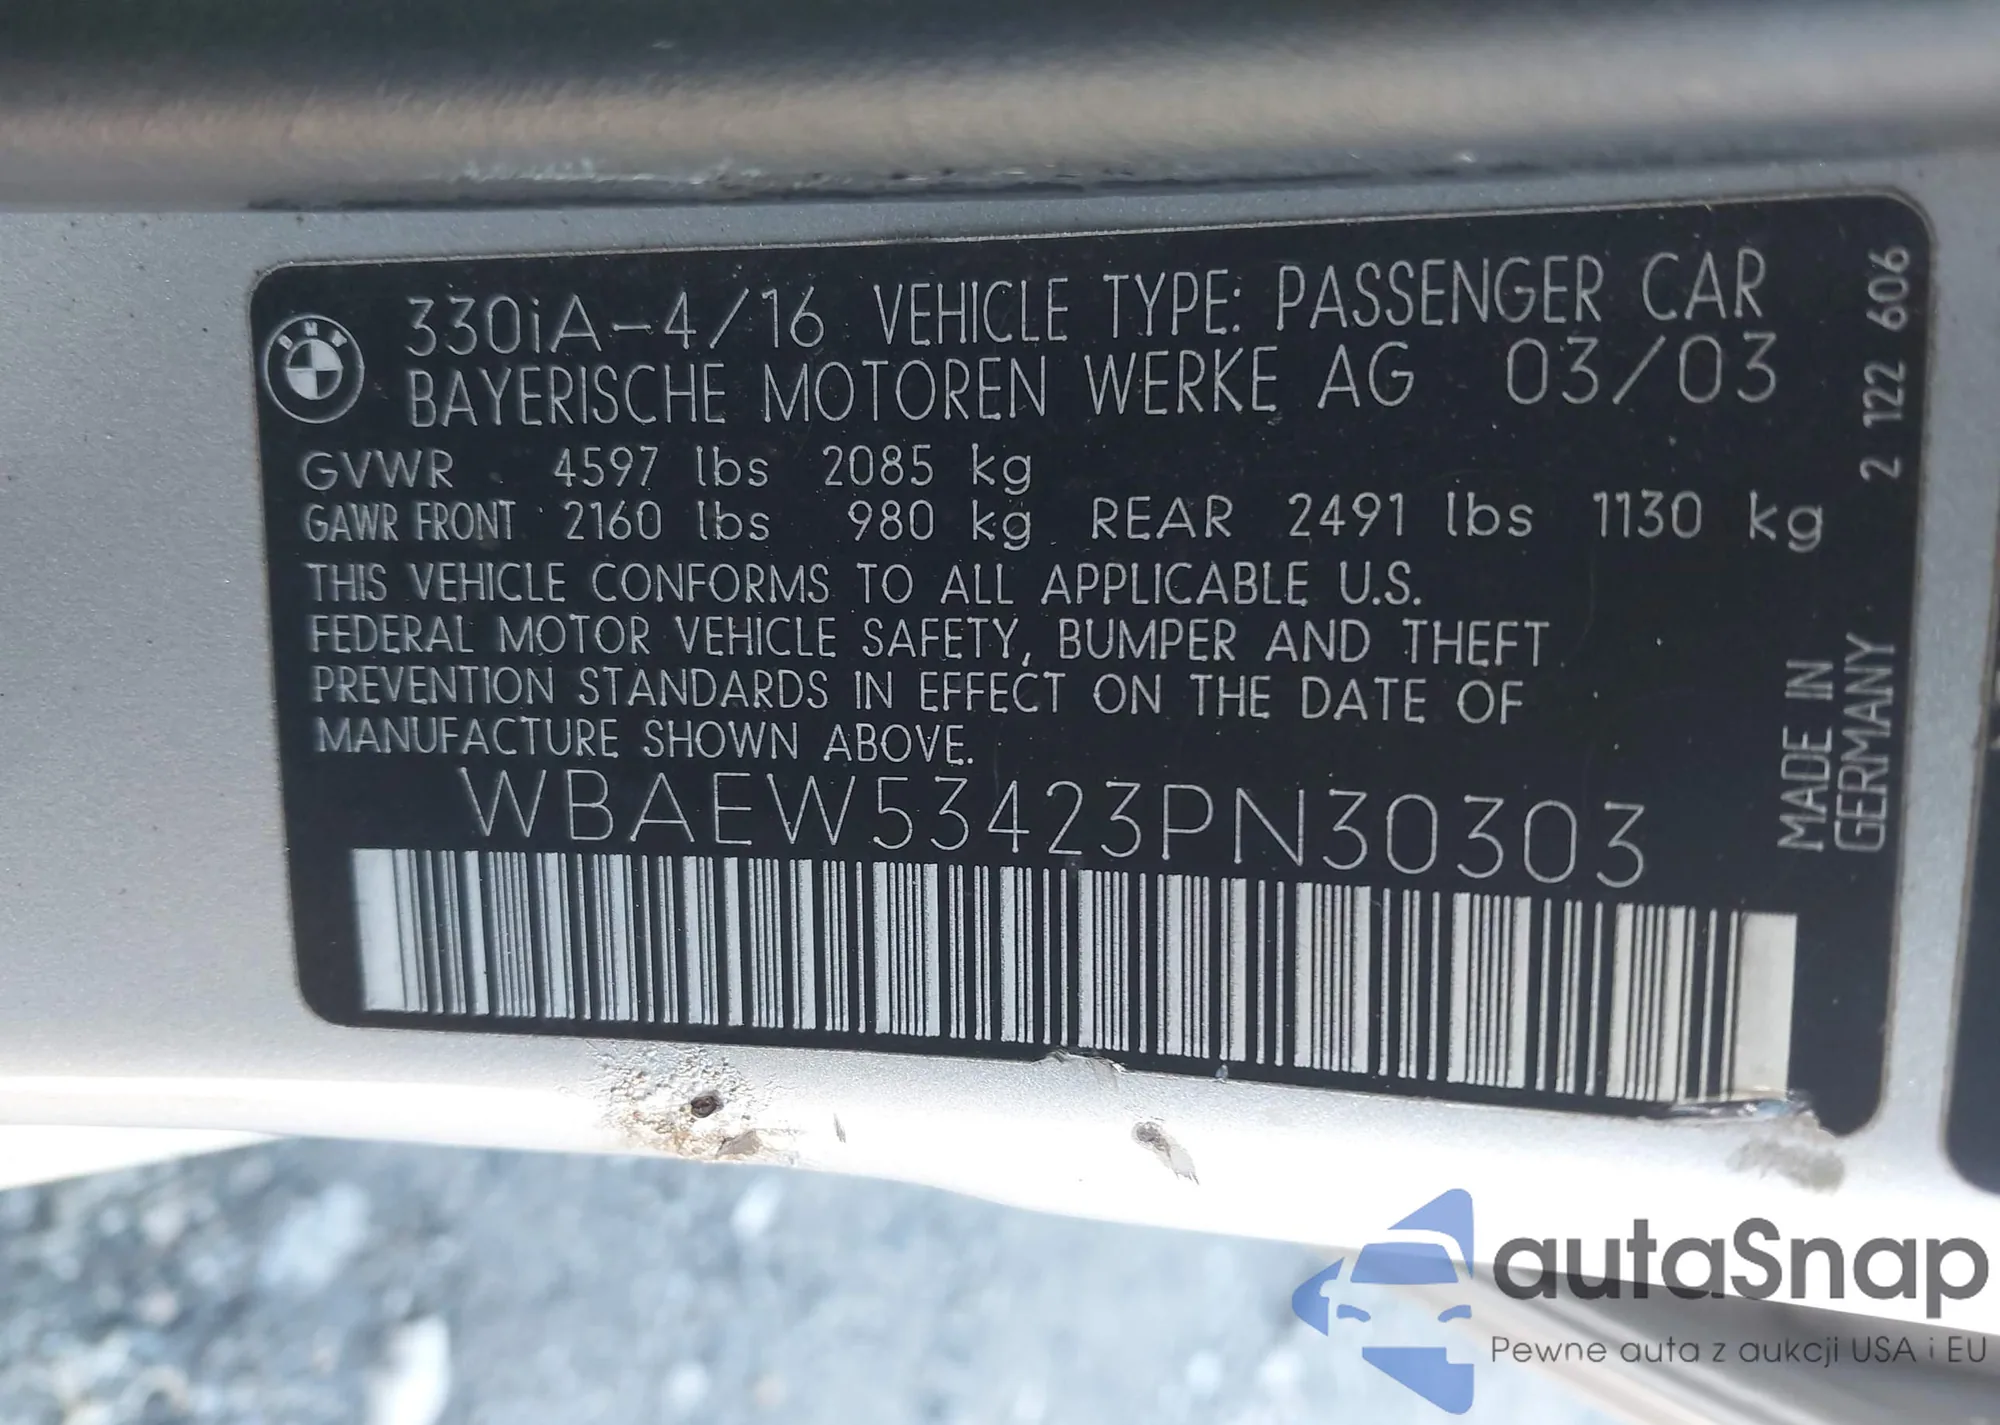 330iA-4/16 VEHICLE TYPE: PASSENGER CAR
BAYERISCHE MOTOREN WERKE AG 03/03
GVWR 4597 lbs 2085 kg
GAWR FRONT 2160 lbs 980 kg REAR 2491 lbs 1130 kg
THIS VEHICLE CONFORMS TO ALL APPLICABLE U.S.
FEDERAL MOTOR VEHICLE SAFETY, BUMPER AND THEFT
PREVENTION STANDARDS IN EFFECT ON THE DATE OF
MANUFACTURE SHOWN ABOVE.
WBAEW53423PN30303
MADE IN
GERMANY
2 122 606
BMW
autaSnap
Pewne auta z aukcji USA i EU